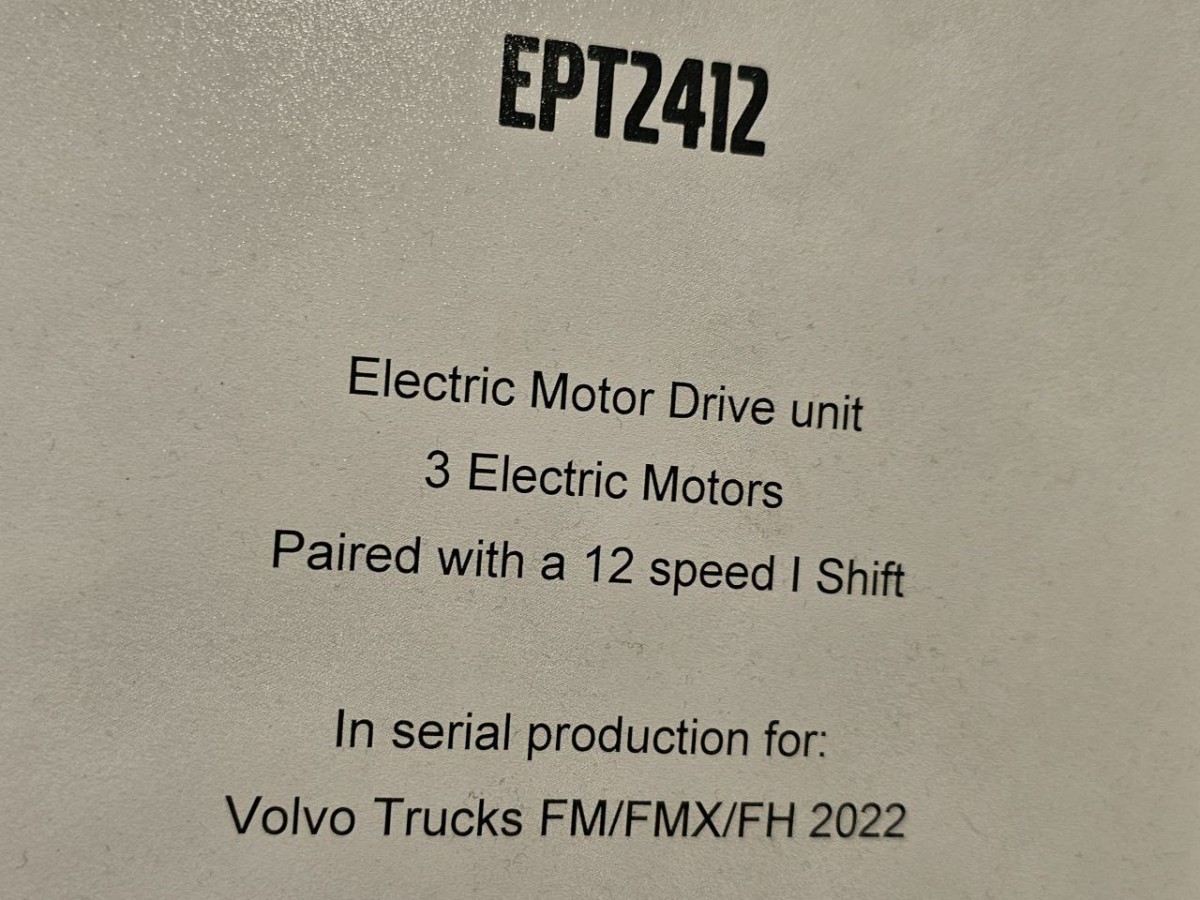 EPT2412
Electric Motor Drive unit
3 Electric Motors
Paired with a 12 speed I Shift
In serial production for:
Volvo Trucks FM/FMX/FH 2022